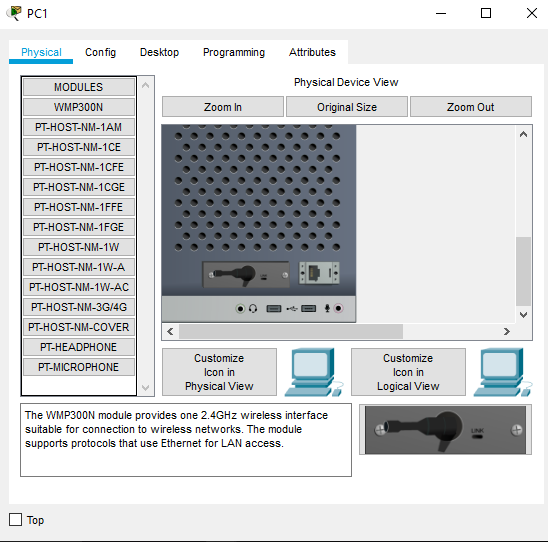 PC1
Physical Config Desktop Programming Attributes
MODULES
WMP300N
PT-HOST-NM-1AM
PT-HOST-NM-1CE
PT-HOST-NM-1CFE
PT-HOST-NM-1CGE
PT-HOST-NM-1FFE
PT-HOST-NM-1FGE
PT-HOST-NM-1W
PT-HOST-NM-1W-A
PT-HOST-NM-1W-AC
PT-HOST-NM-3G/4G
PT-HOST-NM-COVER
PT-HEADPHONE
PT-MICROPHONE
Physical Device View
Zoom In Original Size Zoom Out
Customize
Icon in
Physical View
Customize
Icon in
Logical View
The WMP300N module provides one 2.4GHz wireless interface
suitable for connection to wireless networks. The module
supports protocols that use Ethernet for LAN access.
LINK
Top